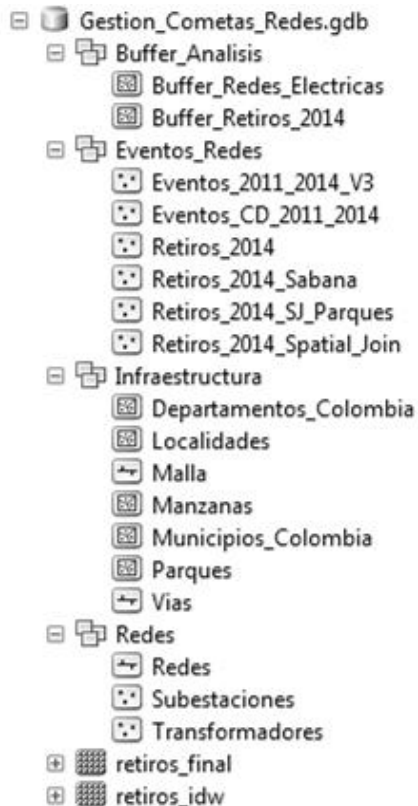 Gestion_Cometas_Redes.gdb
Buffer_Analisis
Buffer_Redes_Electricas
Buffer_Retiros_2014
Eventos_Redes
Eventos_2011_2014_V3
Eventos_CD_2011_2014
Retiros_2014
Retiros_2014_Sabana
Retiros_2014_SJ_Parques
Retiros_2014_Spatial_Join
Infraestructura
Departamentos_Colombia
Localidades
Malla
Manzanas
Municipios_Colombia
Parques
Vias
Redes
Redes
Subestaciones
Transformadores
retiros_final
retiros_idw